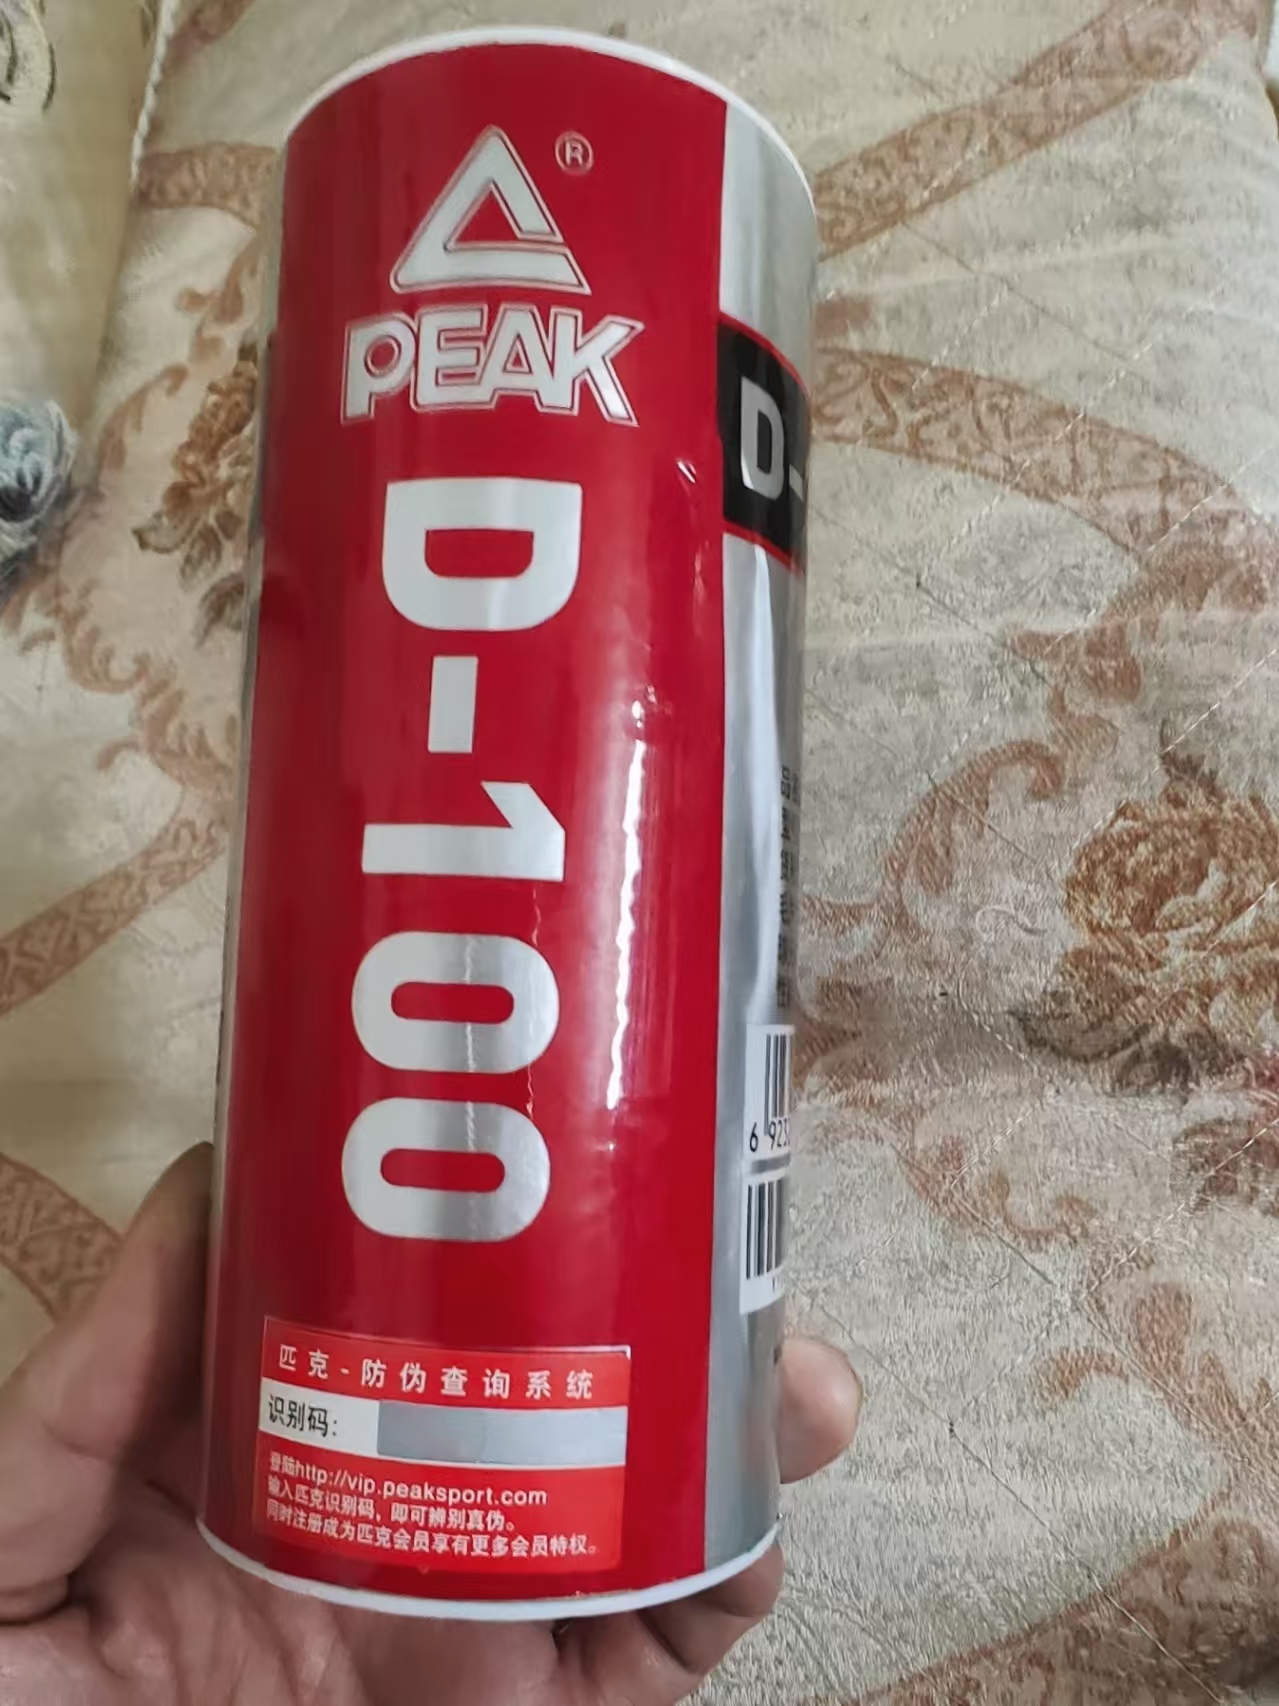 ®
PEAK
D-100
D-
6 923
匹克-防伪查询系统
识别码:
登陆http://vip.peaksport.com
输入匹克识别码，即可辨别真伪。
同时注册成为匹克会员享有更多会员特权。